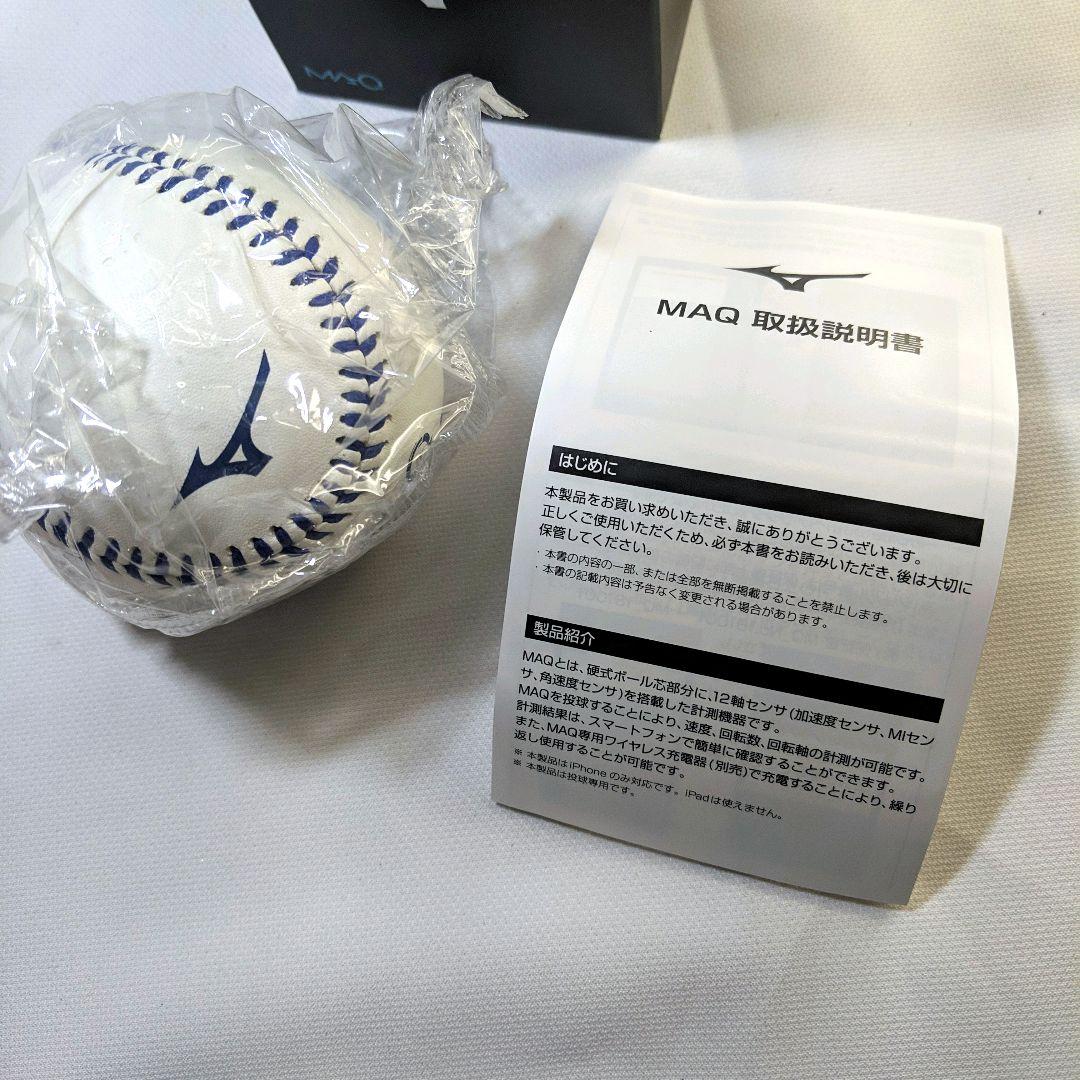 MAQ
MAQ 取扱説明書
はじめに
本製品をお買い求めいただき、誠にありがとうございます。
正しくご使用いただくため、必ず本書をお読みいただき、後は大切に
保管してください。
・本書の内容の一部、または全部を無断掲載することを禁止します。
・本書の記載内容は予告なく変更される場合があります。
製品紹介
MAQとは、硬式ボール芯部分に、12軸センサ(加速度センサ、MIセン
サ、角速度センサ)を搭載した計測機器です。
MAQを投球することにより、速度、回転数、回転軸の計測が可能です。
計測結果は、スマートフォンで簡単に確認することができます。
また、MAQ専用ワイヤレス充電器(別売)で充電することにより、繰り
返し使用することが可能です。
※ 本製品はiPhoneのみ対応です。iPadは使えません。
※ 本製品は投球専用です。